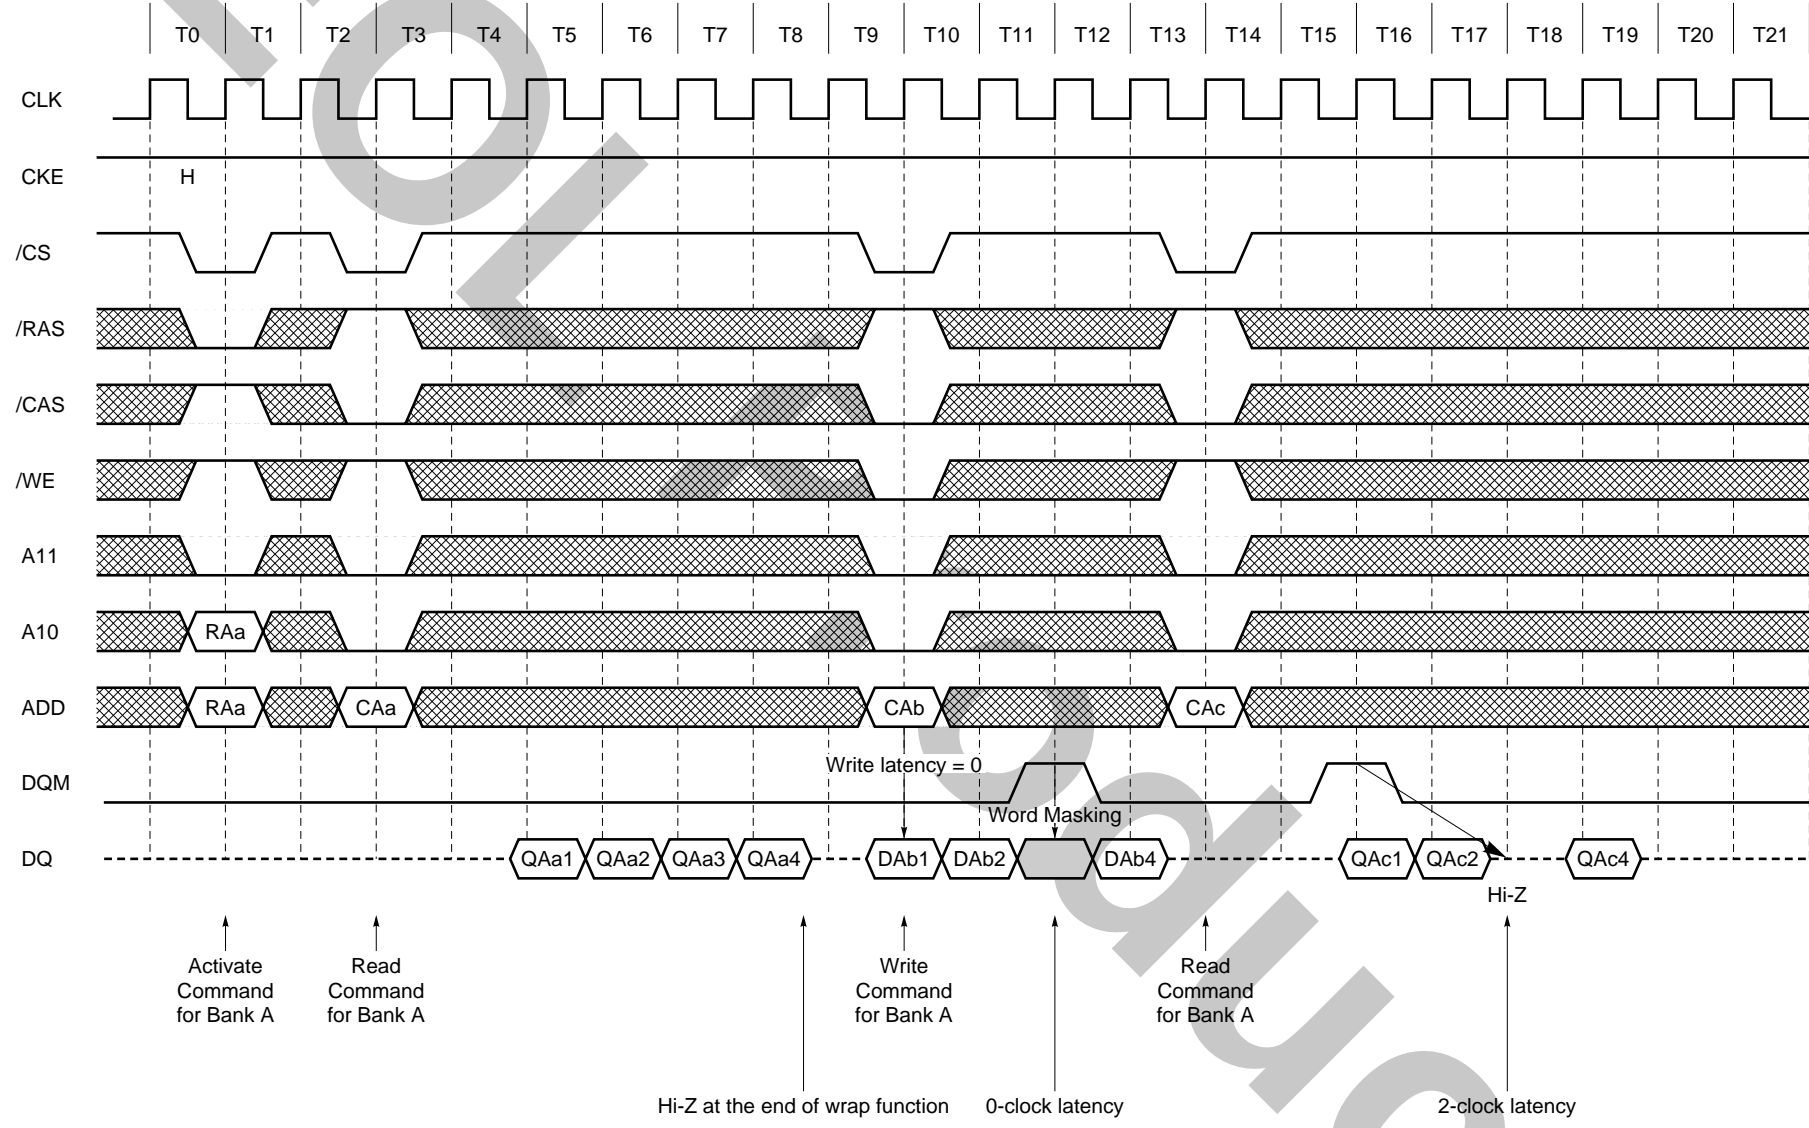 T0 T1 T2 T3 T4 T5 T6 T7 T8 T9 T10 T11 T12 T13 T14 T15 T16 T17 T18 T19 T20 T21
CLK
CKE H
/CS
/RAS
/CAS
/WE
A11
A10 RAa
ADD RAa CAa CAb CAc
Write latency = 0
DQM
Word Masking
DQ QAa1 QAa2 QAa3 QAa4 DAb1 DAb2 DAb4 QAc1 QAc2 QAc4
Hi-Z
Activate
Command
for Bank A
Read
Command
for Bank A
Write
Command
for Bank A
Read
Command
for Bank A
Hi-Z at the end of wrap function
0-clock latency
2-clock latency